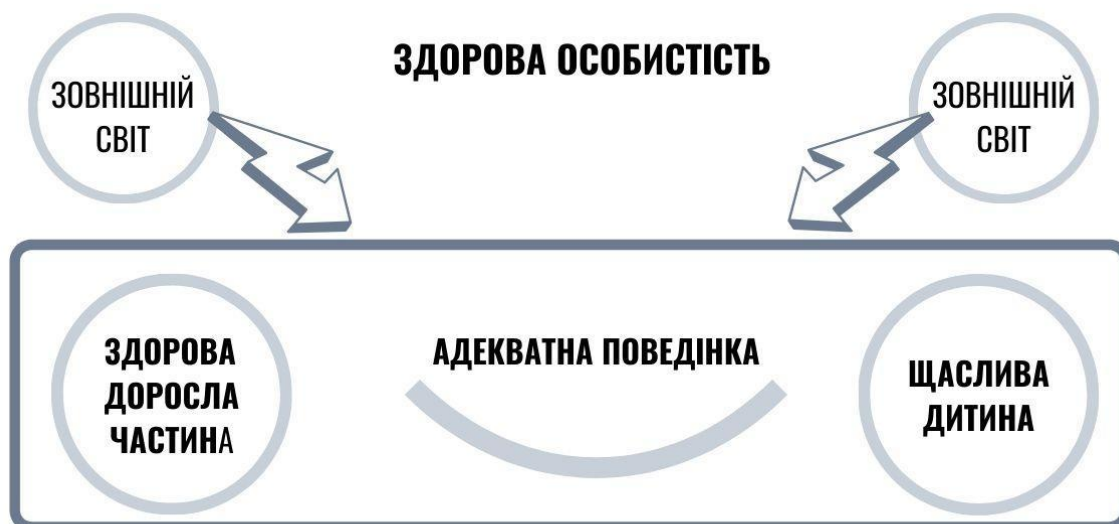 ЗДОРОВА ОСОБИСТІСТЬ
ЗОВНІШНІЙ
СВІТ
ЗОВНІШНІЙ
СВІТ
ЗДОРОВА
ДОРОСЛА
ЧАСТИНА
АДЕКВАТНА ПОВЕДІНКА
ЩАСЛИВА
ДИТИНА